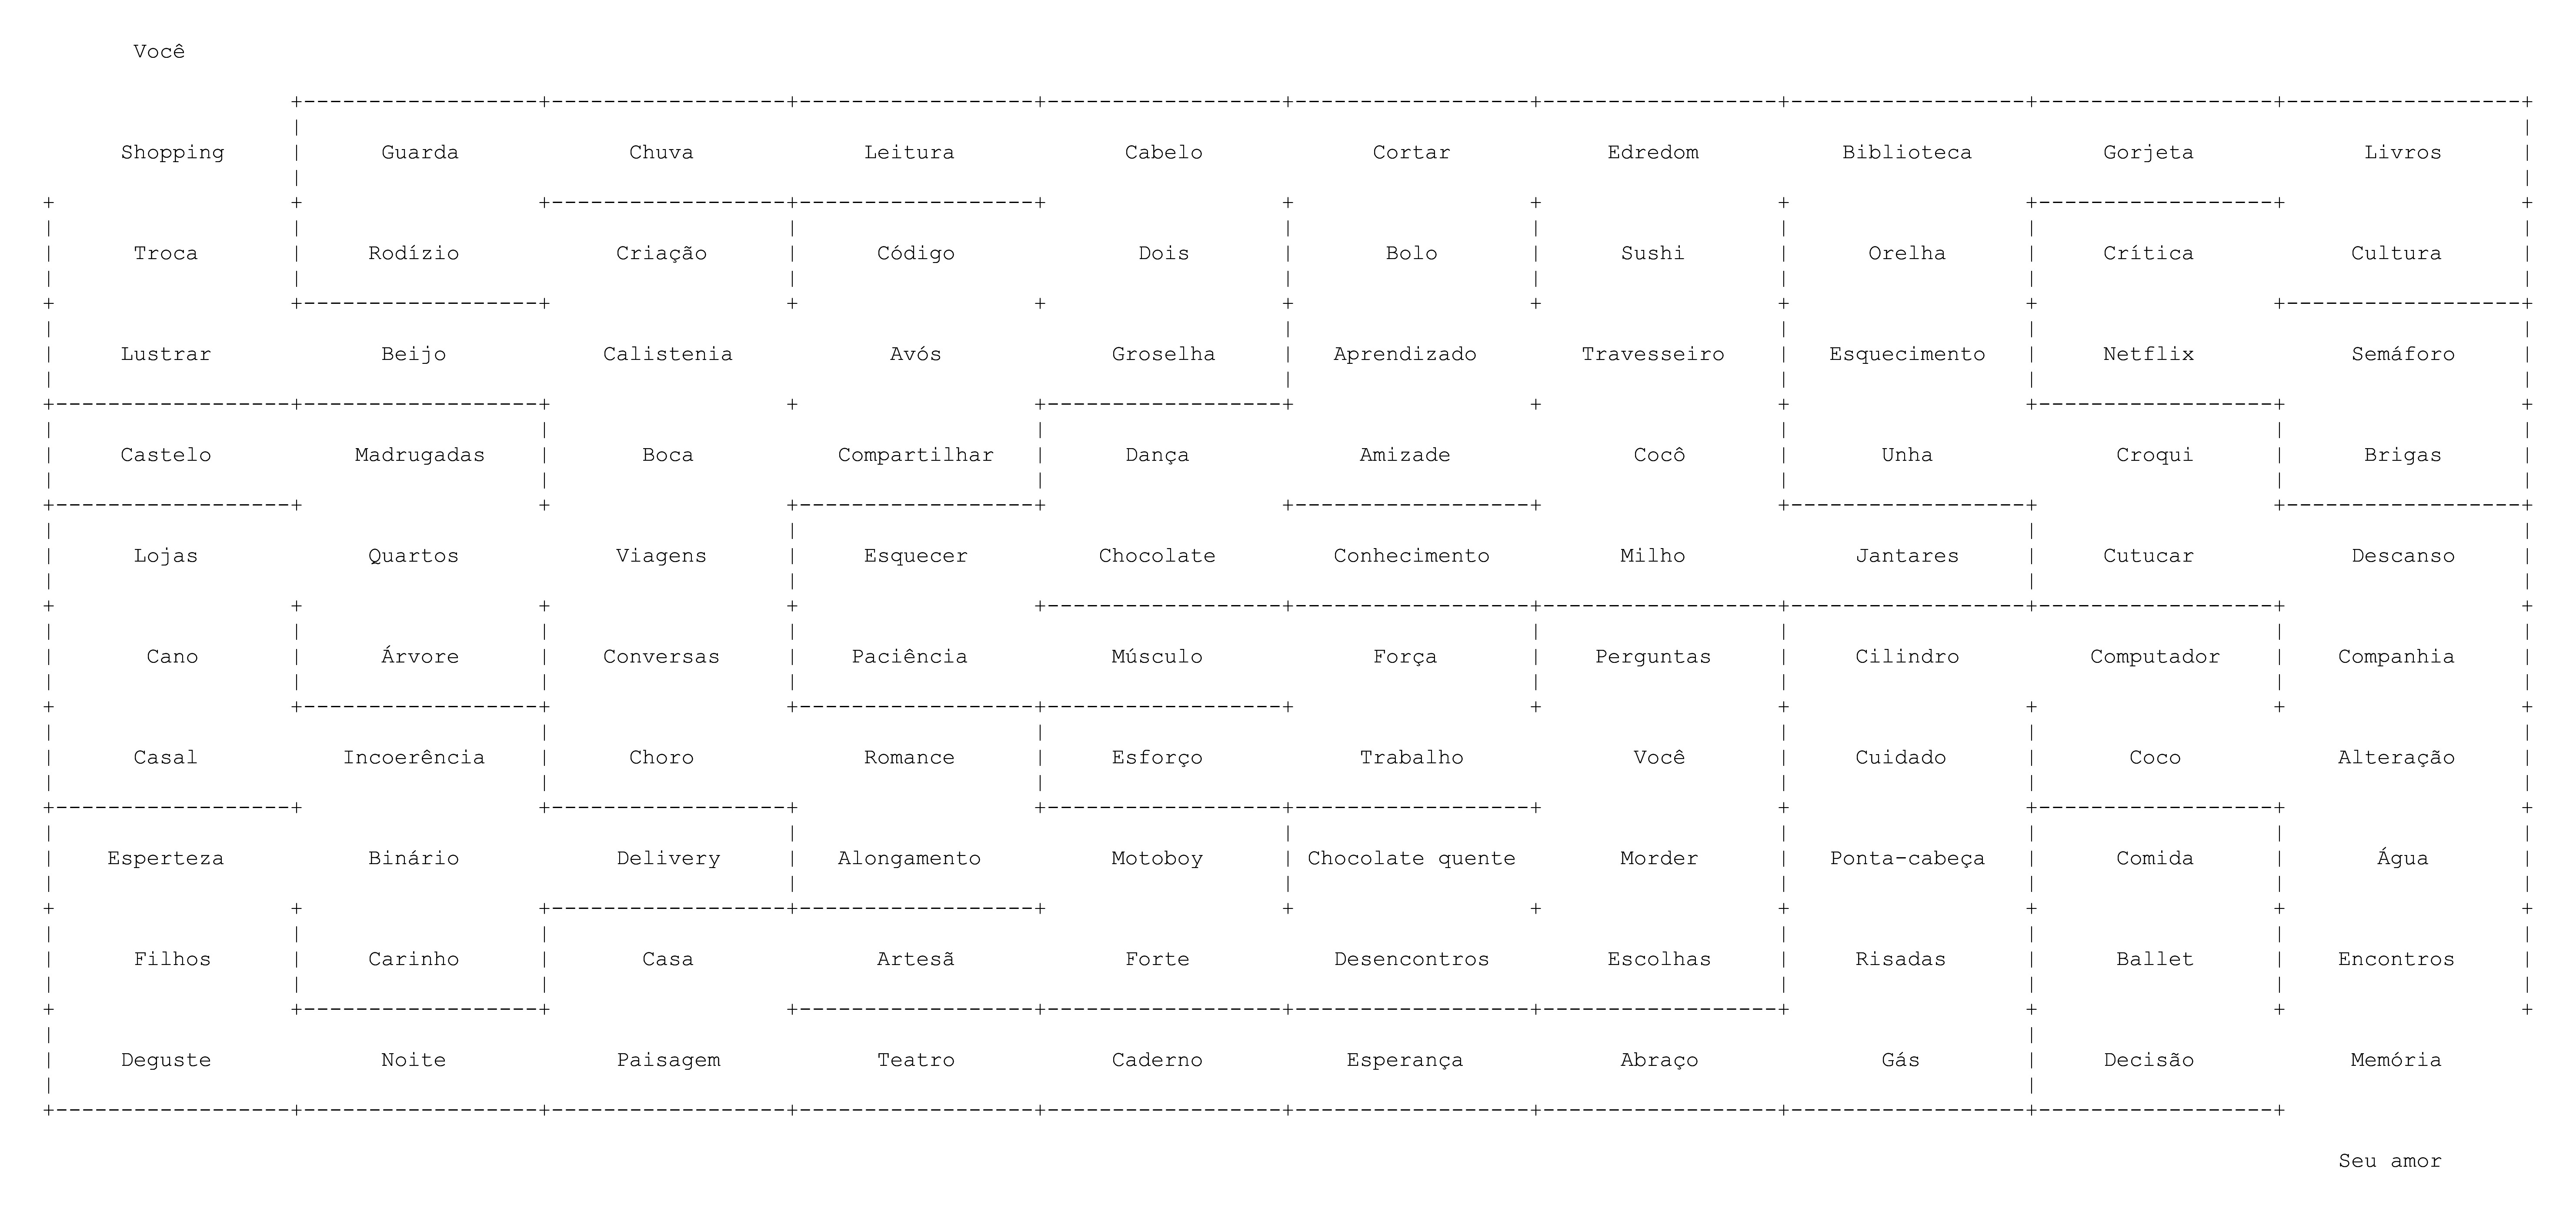 Você
Shopping Guarda Chuva Leitura Cabelo Cortar Edredom Biblioteca Gorjeta Livros
Troca Rodízio Criação Código Dois Bolo Sushi Orelha Crítica Cultura
Lustrar Beijo Calistenia Avós Groselha Aprendizado Travesseiro Esquecimento Netflix Semáforo
Castelo Madrugadas Boca Compartilhar Dança Amizade Cocô Unha Croqui Brigas
Lojas Quartos Viagens Esquecer Chocolate Conhecimento Milho Jantares Cutucar Descanso
Cano Árvore Conversas Paciência Músculo Força Perguntas Cilindro Computador Companhia
Casal Incoerência Choro Romance Esforço Trabalho Você Cuidado Coco Alteração
Esperteza Binário Delivery Alongamento Motoboy Chocolate quente Morder Ponta-cabeça Comida Água
Filhos Carinho Casa Artesã Forte Desencontros Escolhas Risadas Ballet Encontros
Deguste Noite Paisagem Teatro Caderno Esperança Abraço Gás Decisão Memória
Seu amor